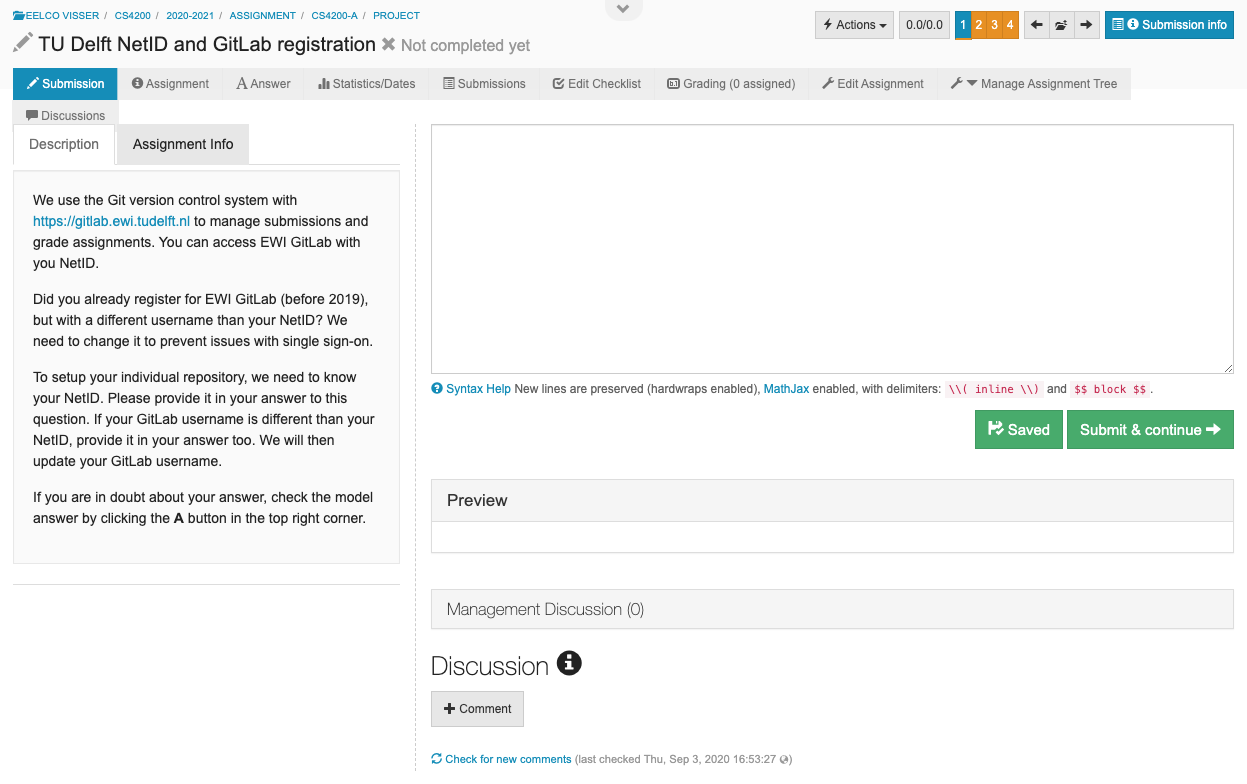 EELCO VISSER / CS4200 / 2020-2021 / ASSIGNMENT / CS4200-A / PROJECT
TU Delft NetID and GitLab registration Not completed yet
Actions 0.0/0.0 1 2 3 4 Submission info
Submission Assignment A Answer Statistics/Dates Submissions Edit Checklist Grading (0 assigned) Edit Assignment Manage Assignment Tree
Discussions
Description Assignment Info
We use the Git version control system with
https://gitlab.ewi.tudelft.nl to manage submissions and
grade assignments. You can access EWI GitLab with
you NetID.
Did you already register for EWI GitLab (before 2019),
but with a different username than your NetID? We
need to change it to prevent issues with single sign-on.
To setup your individual repository, we need to know
your NetID. Please provide it in your answer to this
question. If your GitLab username is different than your
NetID, provide it in your answer too. We will then
update your GitLab username.
If you are in doubt about your answer, check the model
answer by clicking the A button in the top right corner.
Syntax Help New lines are preserved (hardwraps enabled), MathJax enabled, with delimiters: \\( inline \\) and $$ block $$ .
Saved Submit & continue
Preview
Management Discussion (0)
Discussion
Comment
Check for new comments (last checked Thu, Sep 3, 2020 16:53:27 )